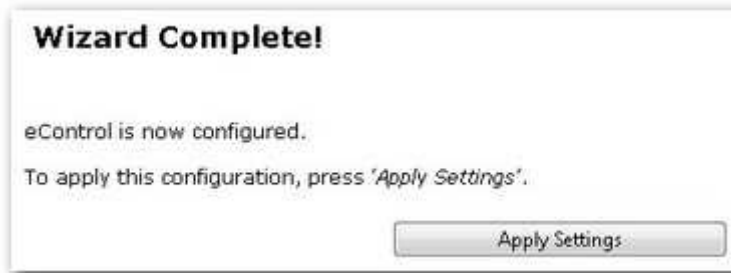 Wizard Complete!
eControl is now configured.
To apply this configuration, press 'Apply Settings'.
Apply Settings